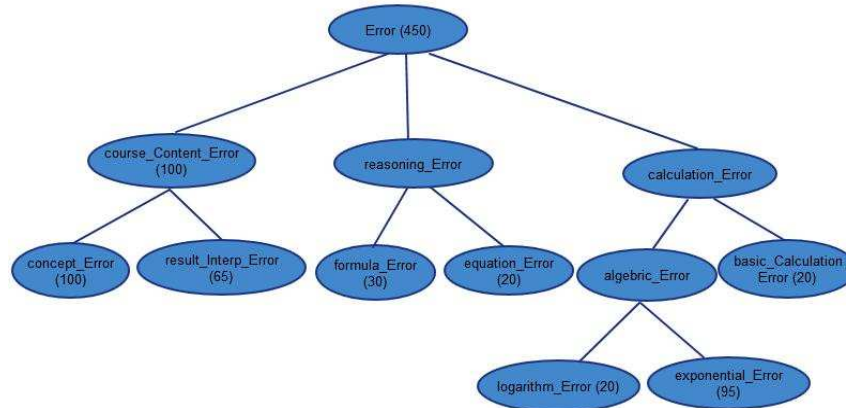 Error (450)
course_Content_Error
(100)
reasoning_Error
calculation_Error
concept_Error
(100)
result_Interp_Error
(65)
formula_Error
(30)
equation_Error
(20)
algebric_Error
basic_Calculation
Error (20)
logarithm_Error (20)
exponential_Error
(95)